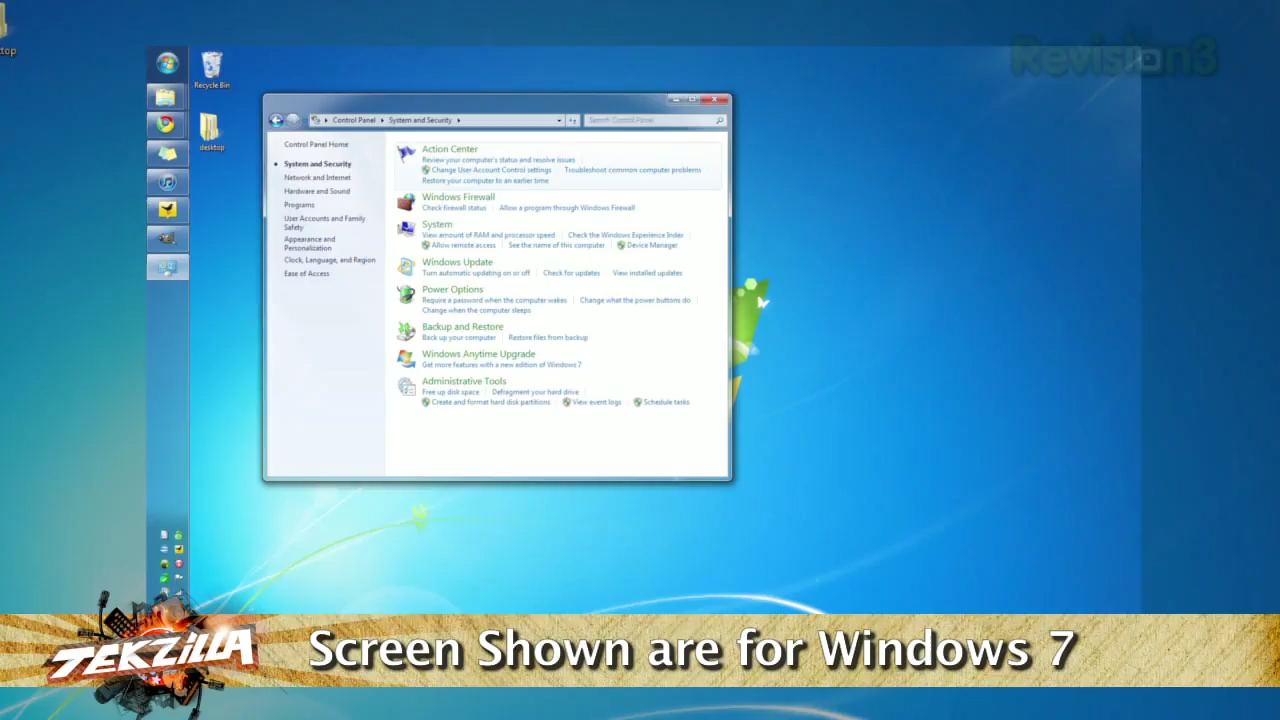 top
Revision3
Recycle Bin
desktop
Control Panel
System and Security
Search Control Panel
Control Panel Home
System and Security
Network and Internet
Hardware and Sound
Programs
User Accounts and Family
Safety
Appearance and
Personalization
Clock, Language, and Region
Ease of Access
Action Center
Review your computer's status and resolve issues
Change User Account Control settings Troubleshoot common computer problems
Restore your computer to an earlier time
Windows Firewall
Check firewall status Allow a program through Windows Firewall
System
View amount of RAM and processor speed Check the Windows Experience Index
Allow remote access See the name of this computer Device Manager
Windows Update
Turn automatic updating on or off Check for updates View installed updates
Power Options
Require a password when the computer wakes Change what the power buttons do
Change when the computer sleeps
Backup and Restore
Back up your computer Restore files from backup
Windows Anytime Upgrade
Get more features with a new edition of Windows 7
Administrative Tools
Free up disk space Defragment your hard drive
Create and format hard disk partitions View event logs Schedule tasks
TEKZILLA
Screen Shown are for Windows 7